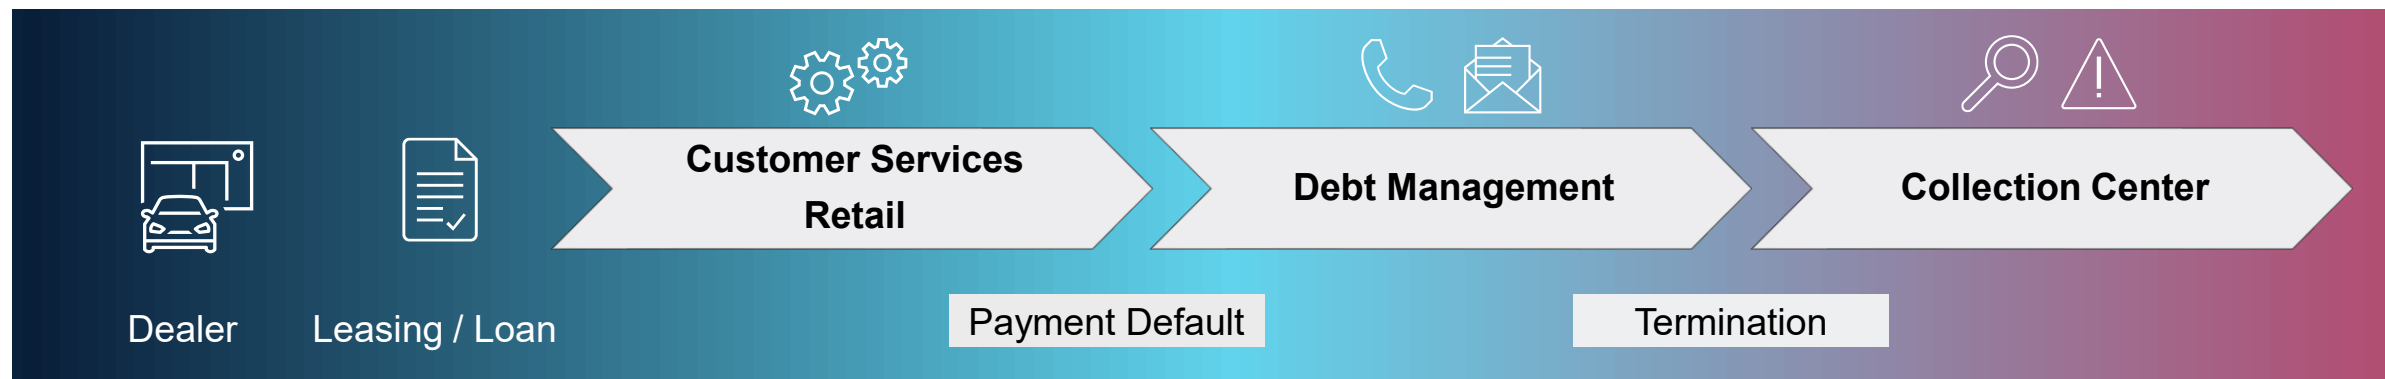 Customer Services
Retail
Debt Management
Collection Center
Dealer
Leasing / Loan
Payment Default
Termination